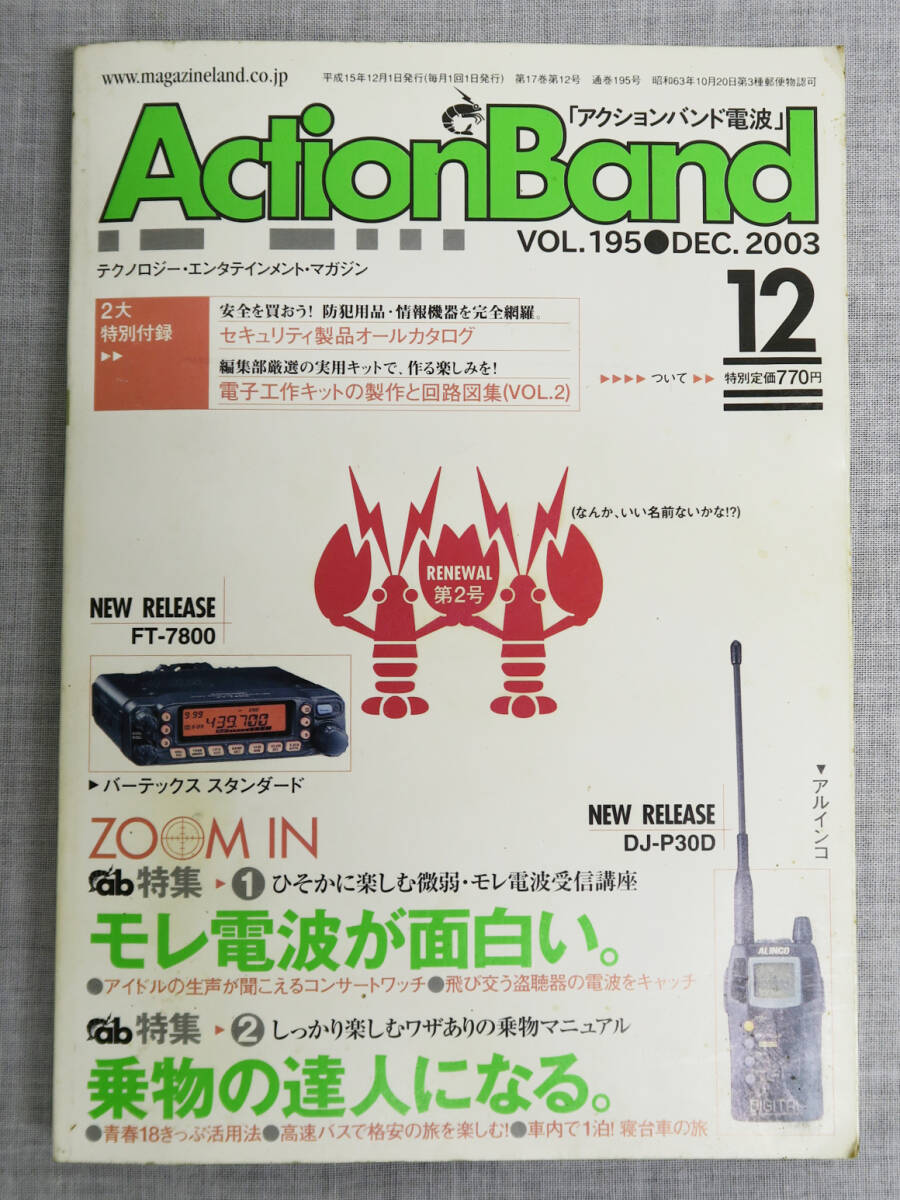 www.magazineland.co.jp
平成15年12月1日発行(毎月1回1日発行) 第17巻第12号 通巻195号 昭和63年10月20日第3種郵便物認可
「アクションバンド電波」
ActionBand
VOL.195●DEC. 2003
テクノロジー・エンタテインメント・マガジン
12
2大
特別付録
▶▶
安全を買おう! 防犯用品・情報機器を完全網羅。
セキュリティ製品オールカタログ
編集部厳選の実用キットで、作る楽しみを!
電子工作キットの製作と回路図集(VOL.2)
▶▶▶▶ ついて ▶▶ 特別定価770円
(なんか、いい名前ないかな!?)
RENEWAL
第2号
NEW RELEASE
FT-7800
439.700
▶バーテックス スタンダード
NEW RELEASE
DJ-P30D
▼アルインコ
ALINCO
DIGITAL
ZOOM IN
ab特集 ▶ 1 ひそかに楽しむ微弱・モレ電波受信講座
モレ電波が面白い。
●アイドルの生声が聞こえるコンサートワッチ ●飛び交う盗聴器の電波をキャッチ
ab特集 ▶ 2 しっかり楽しむワザありの乗物マニュアル
乗物の達人になる。
●青春18きっぷ活用法●高速バスで格安の旅を楽しむ!●車内で1泊! 寝台車の旅